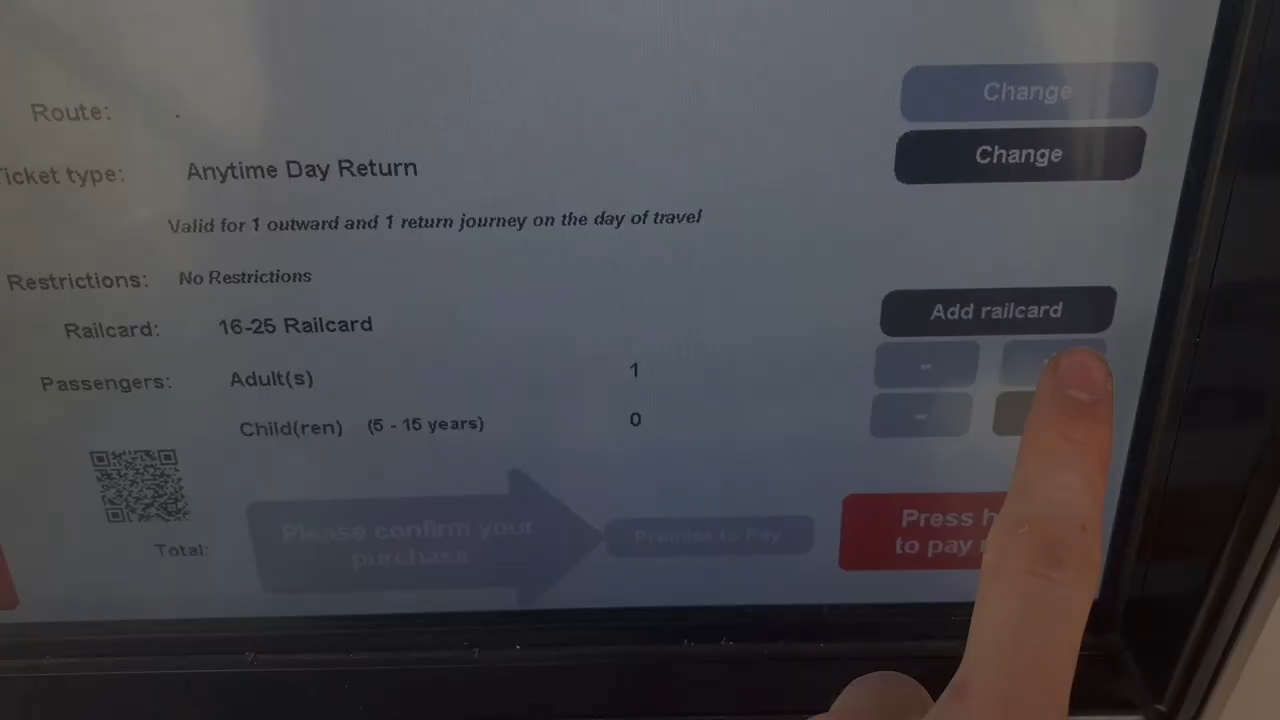 Change
Route:
Change
Ticket type: Anytime Day Return
Valid for 1 outward and 1 return journey on the day of travel
Restrictions: No Restrictions
Add railcard
Railcard: 16-25 Railcard
Passengers: Adult(s) 1 -
Child(ren) (5 - 15 years) 0 -
Please confirm your
purchase
Promise to Pay
Press
to pay
Total: